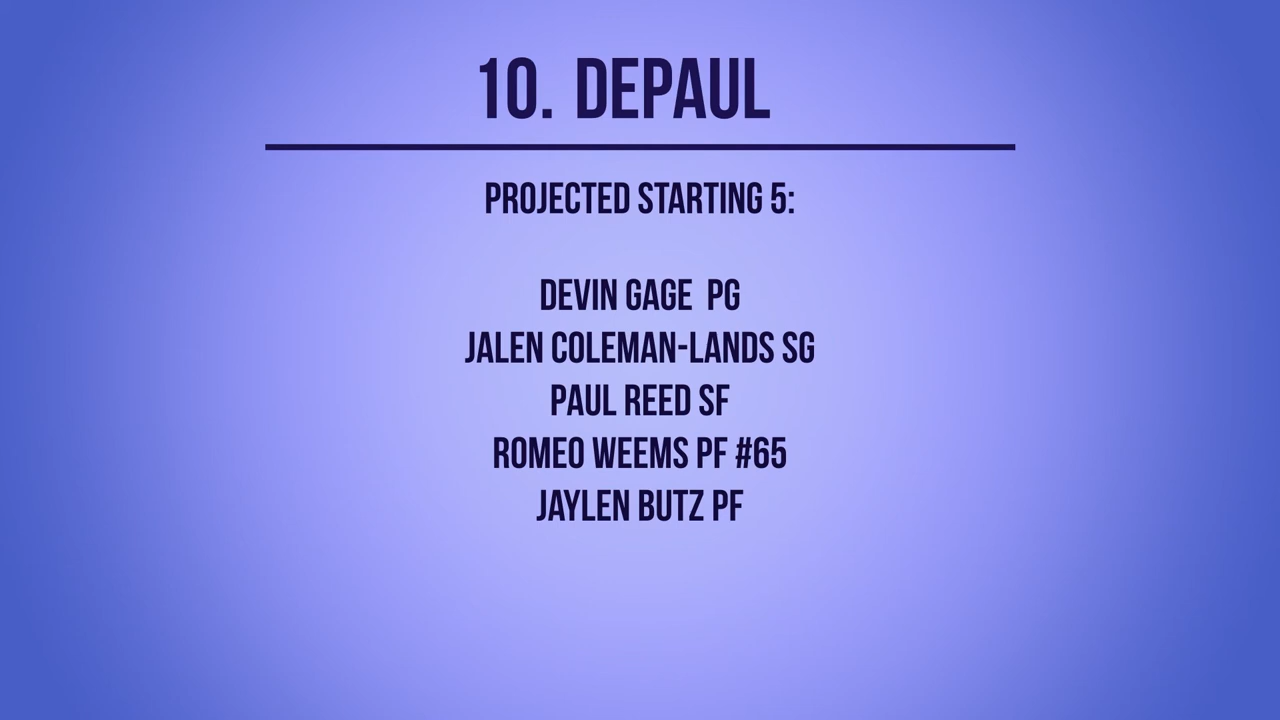 10. DEPAUL
PROJECTED STARTING 5:
DEVIN GAGE  PG
JALEN COLEMAN-LANDS SG
PAUL REED SF
ROMEO WEEMS PF #65
JAYLEN BUTZ PF